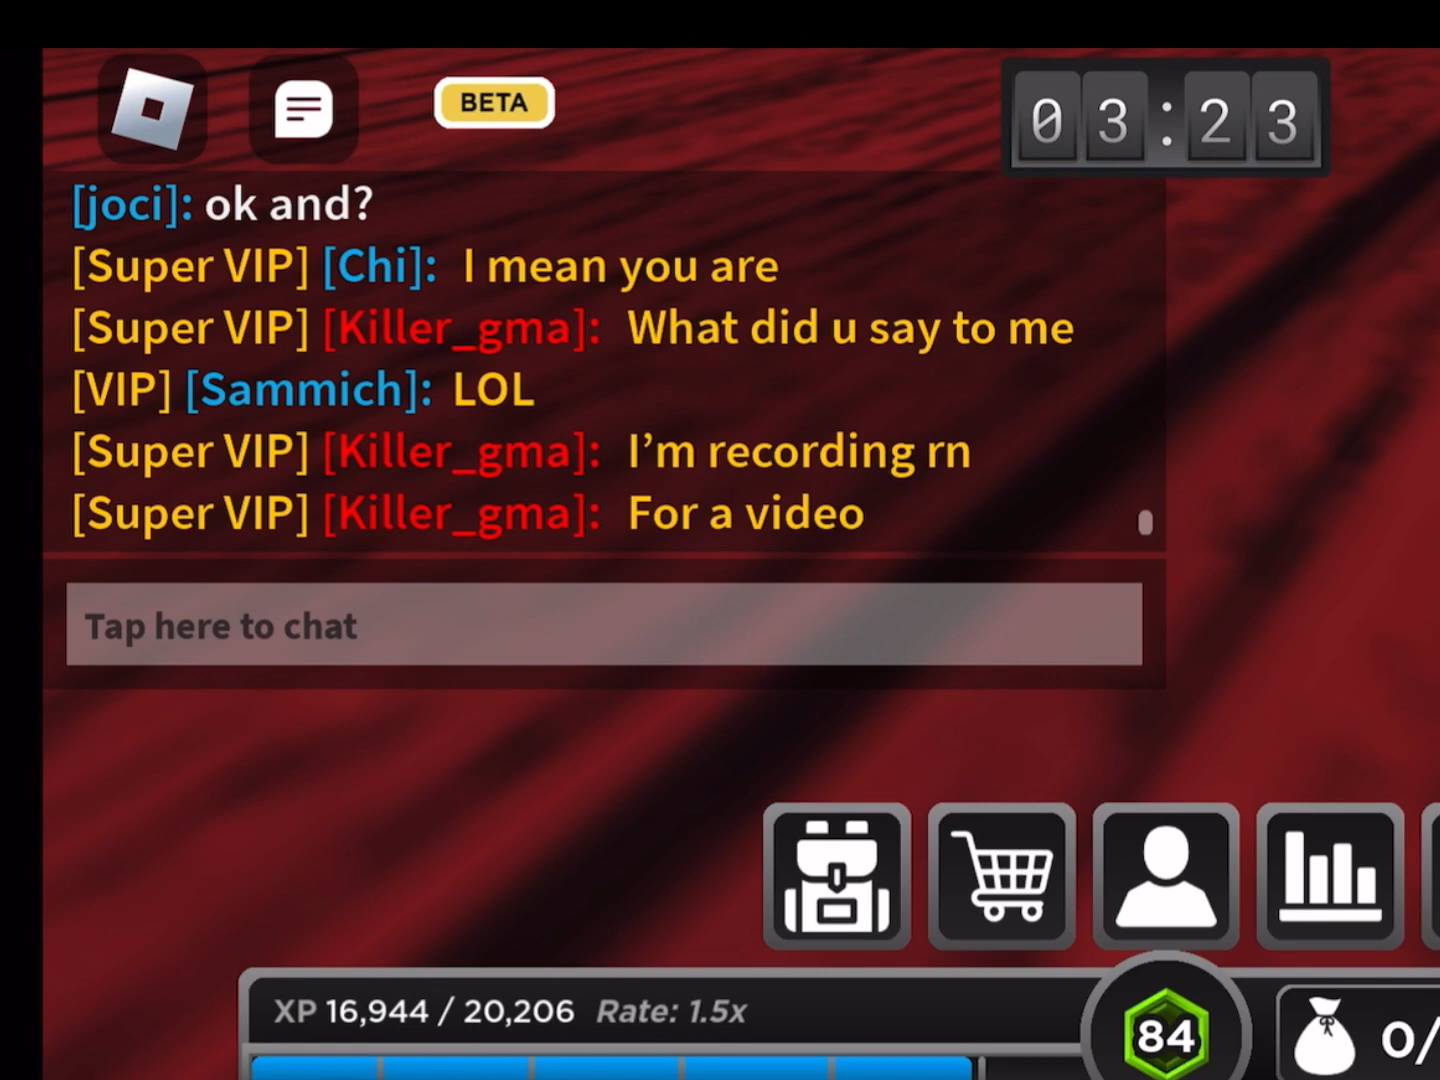 BETA
03:23
[joci]: ok and?
[Super VIP] [Chi]: I mean you are
[Super VIP] [Killer_gma]: What did u say to me
[VIP] [Sammich]: LOL
[Super VIP] [Killer_gma]: I’m recording rn
[Super VIP] [Killer_gma]: For a video
Tap here to chat
XP 16,944 / 20,206 Rate: 1.5x
84
0/